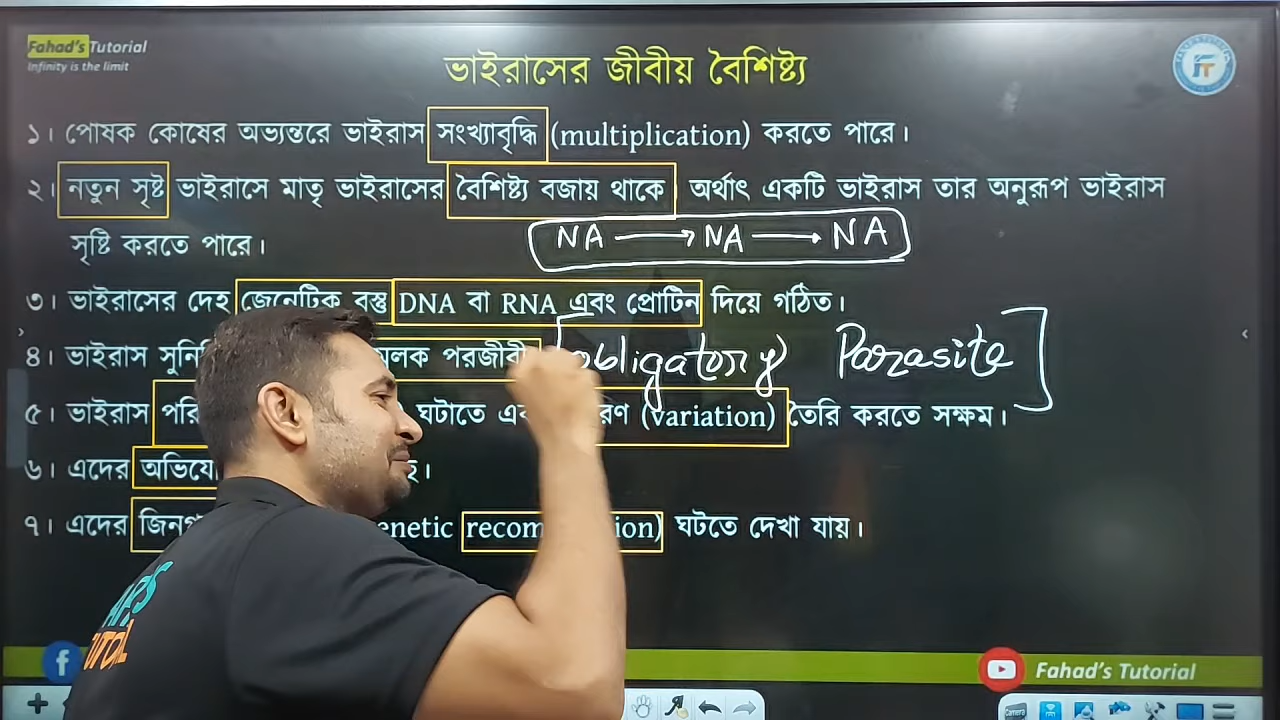 Fahad's Tutorial
Infinity is the limit
ভাইরাসের জীবীয় বৈশিষ্ট্য
১। পোষক কোষের অভ্যন্তরে ভাইরাস সংখ্যাবৃদ্ধি (multiplication) করতে পারে।
২। নতুন সৃষ্ট ভাইরাসে মাতৃ ভাইরাসের বৈশিষ্ট্য বজায় থাকে অর্থাৎ একটি ভাইরাস তার অনুরূপ ভাইরাস
সৃষ্টি করতে পারে।
NA → NA → NA
৩। ভাইরাসের দেহ জেনেটিক বস্তু DNA বা RNA এবং প্রোটিন দিয়ে গঠিত।
৪। ভাইরাস পরজীবী [obligatory Parasite]
৫। ভাইরাস ঘটাতে (variation) তৈরি করতে সক্ষম।
৬। এদের
৭। এদের ঘটতে দেখা যায়।
f
Fahad's Tutorial
Camera